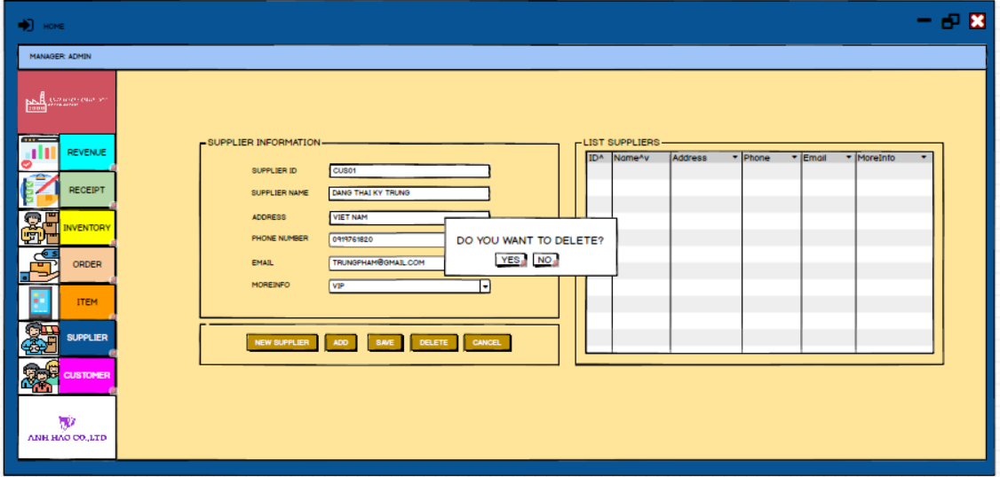 HOME
MANAGER: ADMIN
REVENUE
RECEIPT
INVENTORY
ORDER
ITEM
SUPPLIER
CUSTOMER
ANH HAO CO.,LTD
SUPPLIER INFORMATION
SUPPLIER ID CUS01
SUPPLIER NAME DANG THAI KY TRUNG
ADDRESS VIET NAM
PHONE NUMBER 0919761820
EMAIL TRUNGPHAM@GMAIL.COM
MOREINFO VIP
NEW SUPPLIER ADD SAVE DELETE CANCEL
DO YOU WANT TO DELETE?
YES NO
LIST SUPPLIERS
ID^ Name^v Address Phone Email MoreInfo